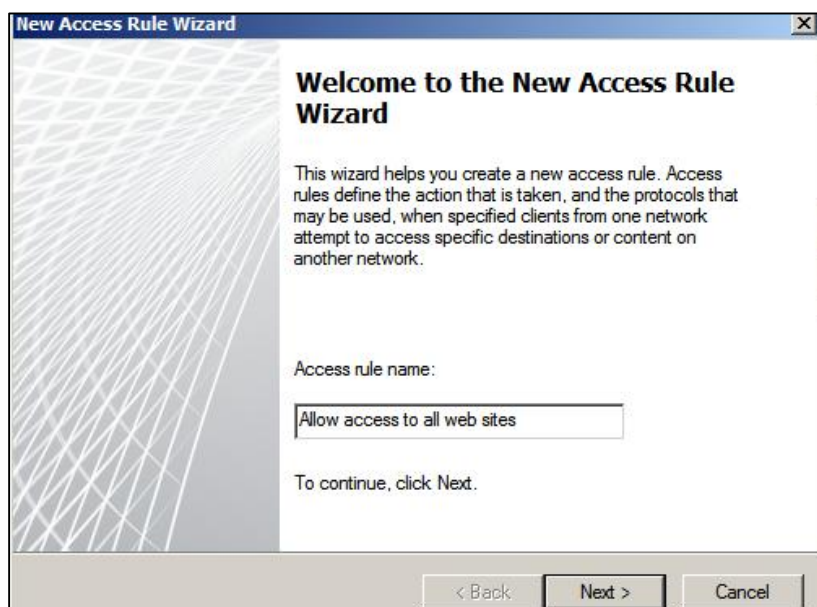 New Access Rule Wizard
Welcome to the New Access Rule
Wizard
This wizard helps you create a new access rule. Access
rules define the action that is taken, and the protocols that
may be used, when specified clients from one network
attempt to access specific destinations or content on
another network.
Access rule name:
Allow access to all web sites
To continue, click Next.
< Back Next > Cancel